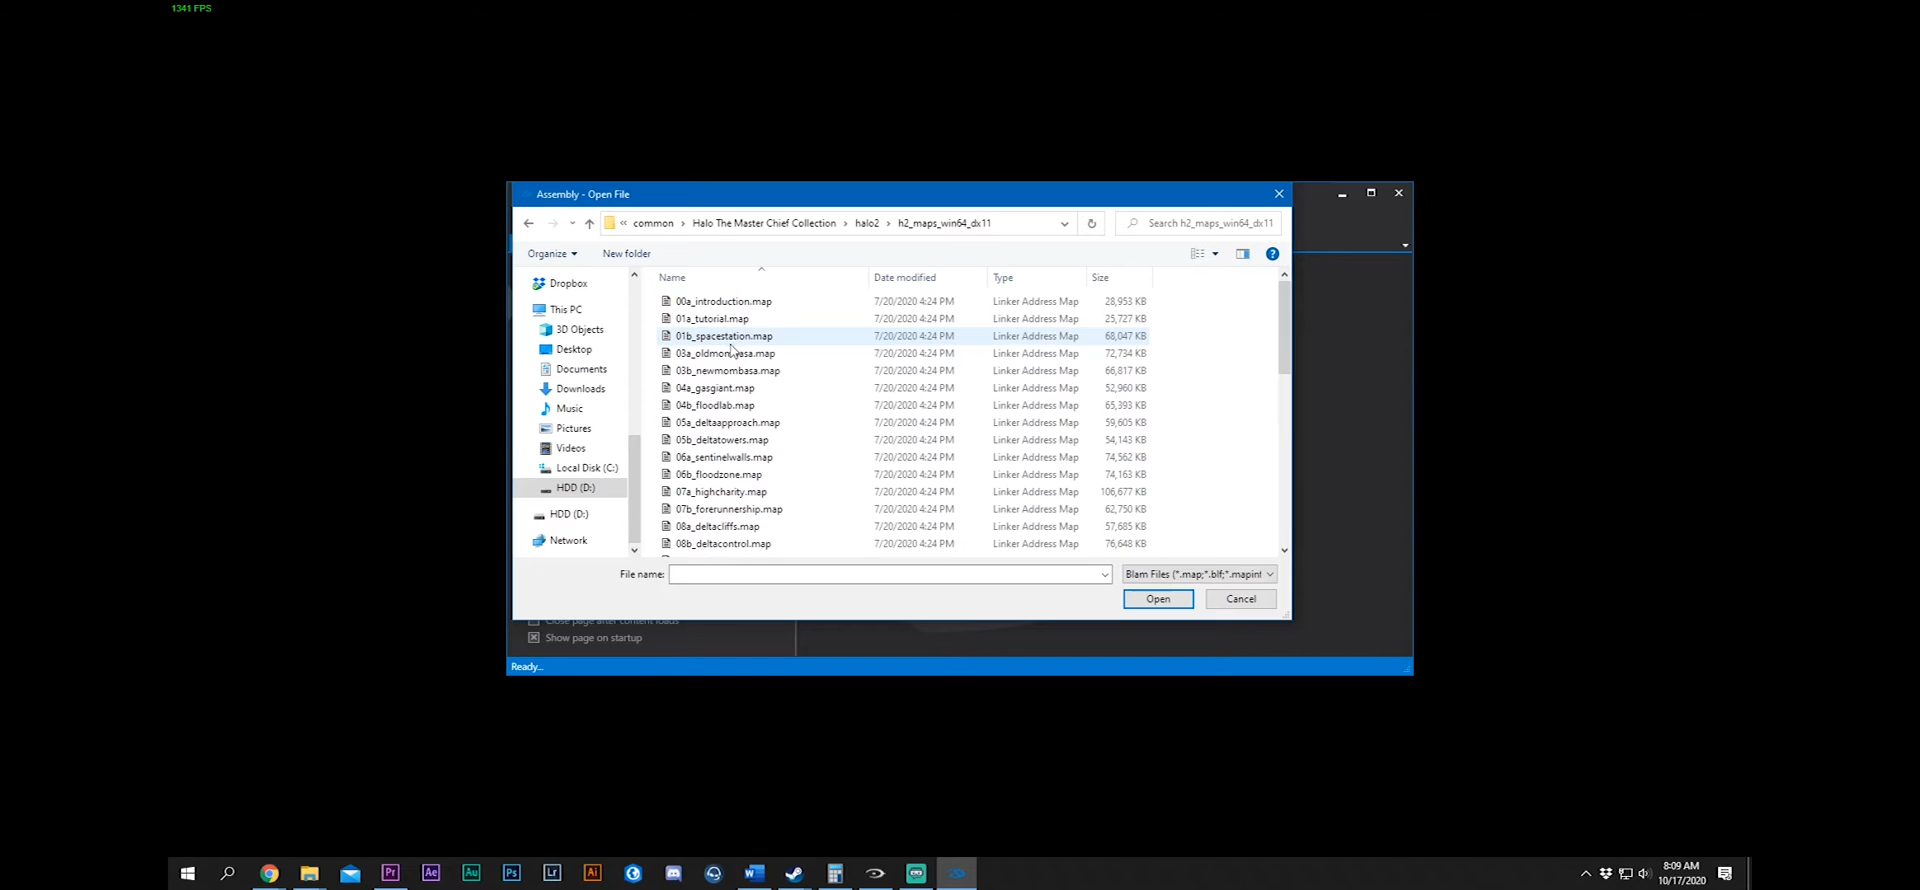 1341 FPS
Assembly - Open File
« common › Halo The Master Chief Collection › halo2 › h2_maps_win64_dx11
Search h2_maps_win64_dx11
Organize
New folder
Name Date modified Type Size
Dropbox
This PC
3D Objects
Desktop
Documents
Downloads
Music
Pictures
Videos
Local Disk (C:)
HDD (D:)
HDD (D:)
Network
00a_introduction.map 7/20/2020 4:24 PM Linker Address Map 28,953 KB
01a_tutorial.map 7/20/2020 4:24 PM Linker Address Map 25,727 KB
01b_spacestation.map 7/20/2020 4:24 PM Linker Address Map 68,047 KB
03a_oldmombasa.map 7/20/2020 4:24 PM Linker Address Map 72,734 KB
03b_newmombasa.map 7/20/2020 4:24 PM Linker Address Map 66,817 KB
04a_gasgiant.map 7/20/2020 4:24 PM Linker Address Map 52,960 KB
04b_floodlab.map 7/20/2020 4:24 PM Linker Address Map 65,393 KB
05a_deltaapproach.map 7/20/2020 4:24 PM Linker Address Map 59,605 KB
05b_deltatowers.map 7/20/2020 4:24 PM Linker Address Map 54,143 KB
06a_sentinelwalls.map 7/20/2020 4:24 PM Linker Address Map 74,562 KB
06b_floodzone.map 7/20/2020 4:24 PM Linker Address Map 74,163 KB
07a_highcharity.map 7/20/2020 4:24 PM Linker Address Map 106,677 KB
07b_forerunnership.map 7/20/2020 4:24 PM Linker Address Map 62,750 KB
08a_deltacliffs.map 7/20/2020 4:24 PM Linker Address Map 57,685 KB
08b_deltacontrol.map 7/20/2020 4:24 PM Linker Address Map 76,648 KB
File name:
Blam Files (*.map;*.blf;*.mapinf
Open
Cancel
Close page after content loads
Show page on startup
Ready...
Pr Ae Au Ps Lr Ai
8:09 AM
10/17/2020